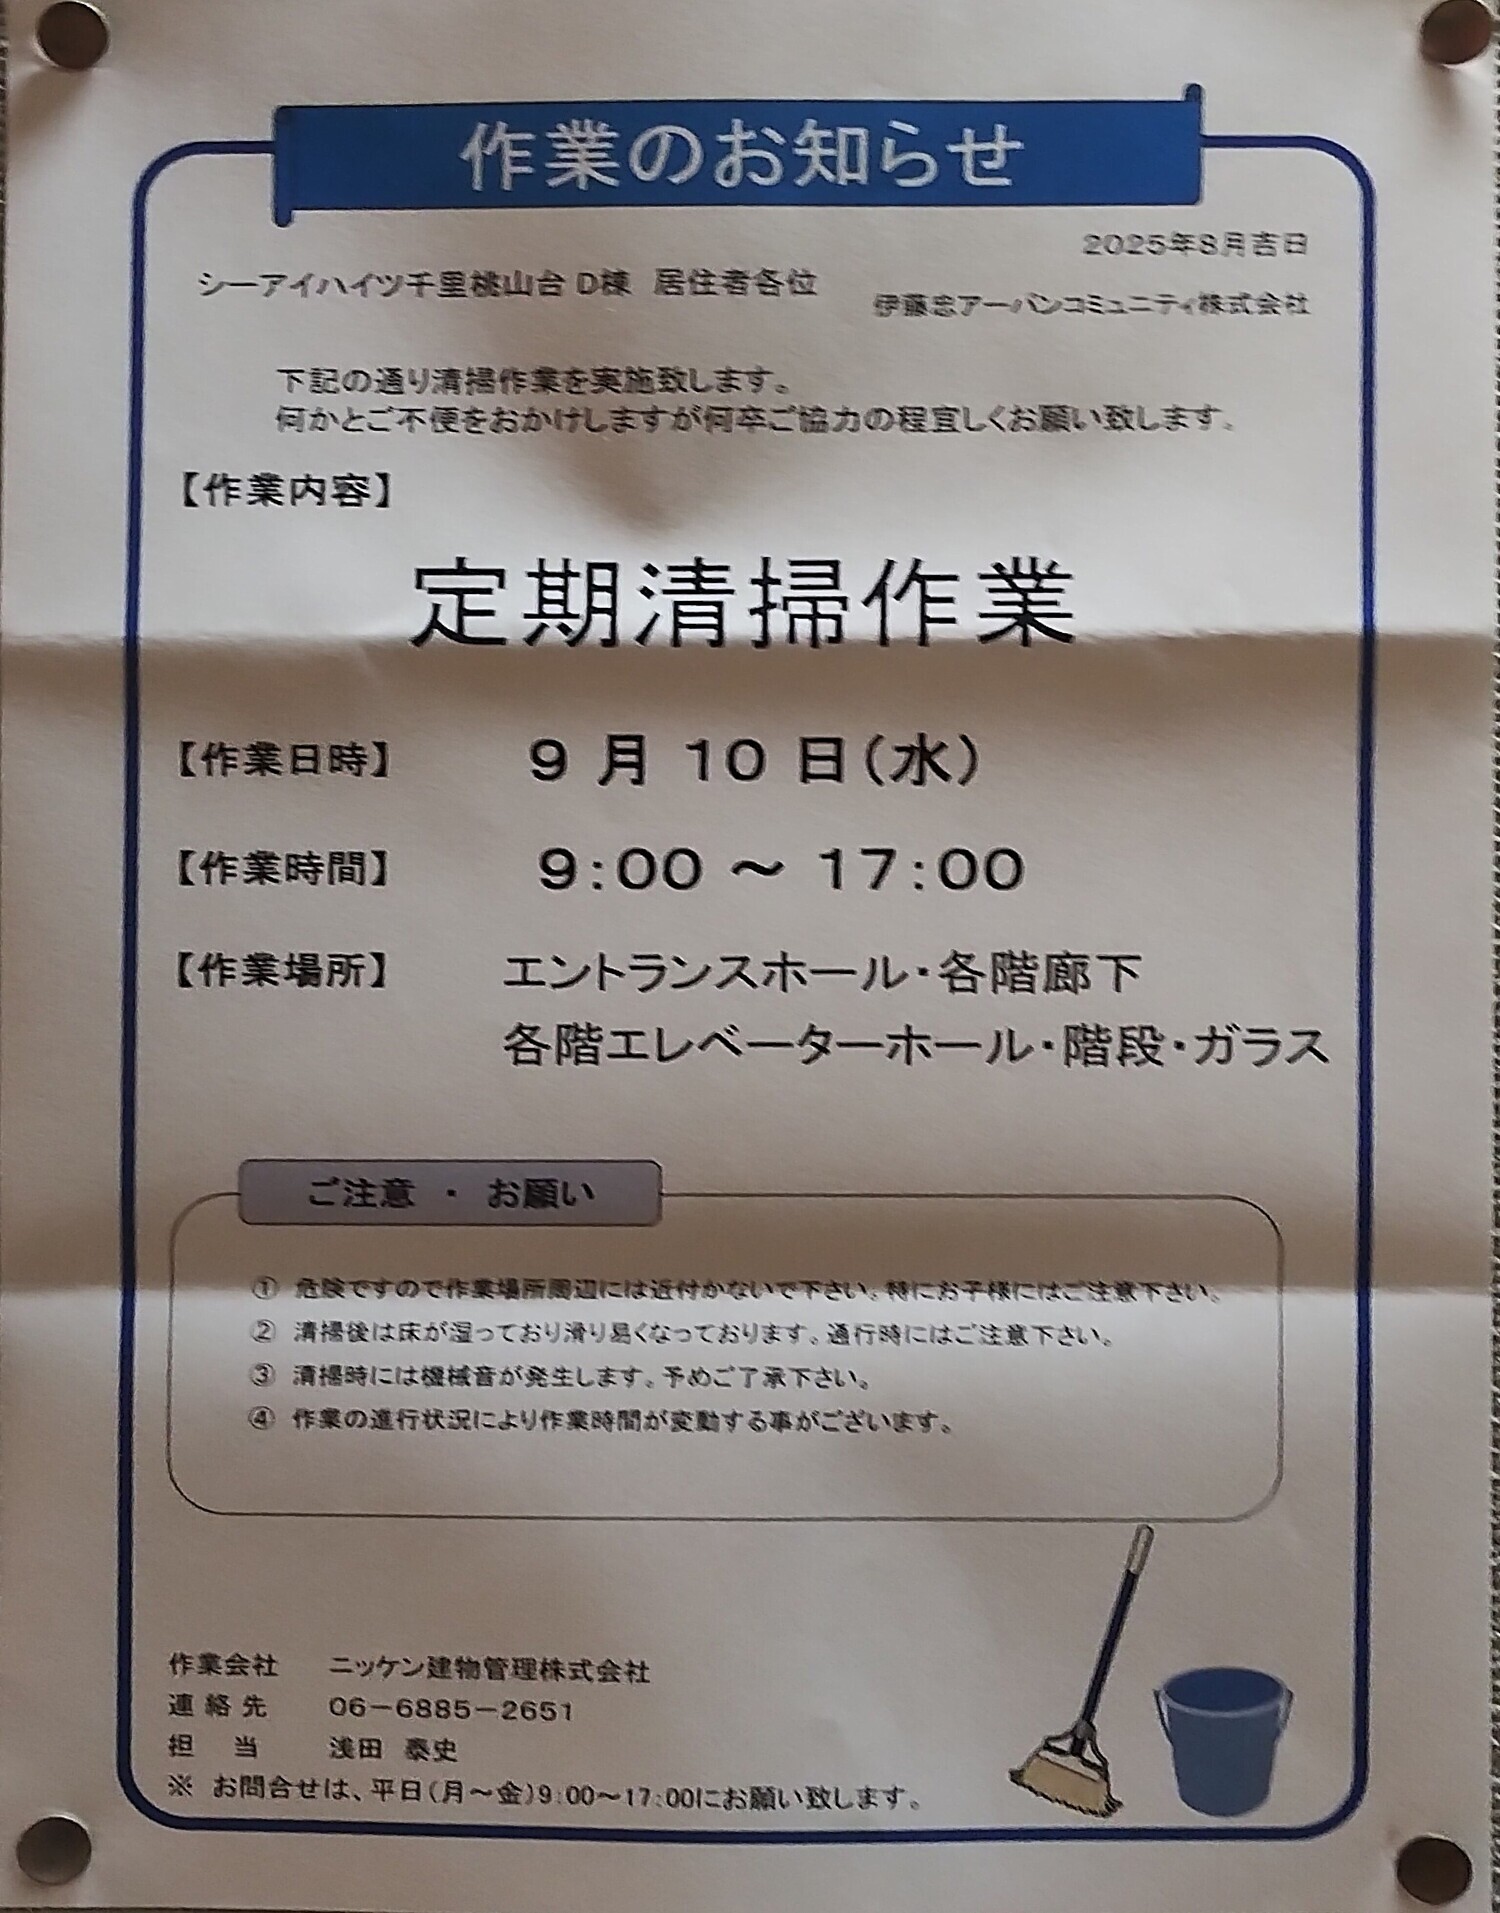 作業のお知らせ
2025年8月吉日
シーアイハイツ千里桃山台 D棟　居住者各位
伊藤忠アーバンコミュニティ株式会社
下記の通り清掃作業を実施致します。
何かとご不便をおかけしますが何卒ご協力の程宜しくお願い致します。
【作業内容】
定期清掃作業
【作業日時】　９ 月 １０ 日（水）
【作業時間】　９：００ ～ １７：００
【作業場所】　エントランスホール・各階廊下
各階エレベーターホール・階段・ガラス
ご注意 ・ お願い
① 危険ですので作業場所周辺には近付かないで下さい。特にお子様にはご注意下さい。
② 清掃後は床が湿っており滑り易くなっております。通行時にはご注意下さい。
③ 清掃時には機械音が発生します。予めご了承下さい。
④ 作業の進行状況により作業時間が変動する事がございます。
作業会社　ニッケン建物管理株式会社
連 絡 先　06－6885－2651
担　当　浅田　泰史
※ お問合せは、平日（月～金）9：00～17：00にお願い致します。